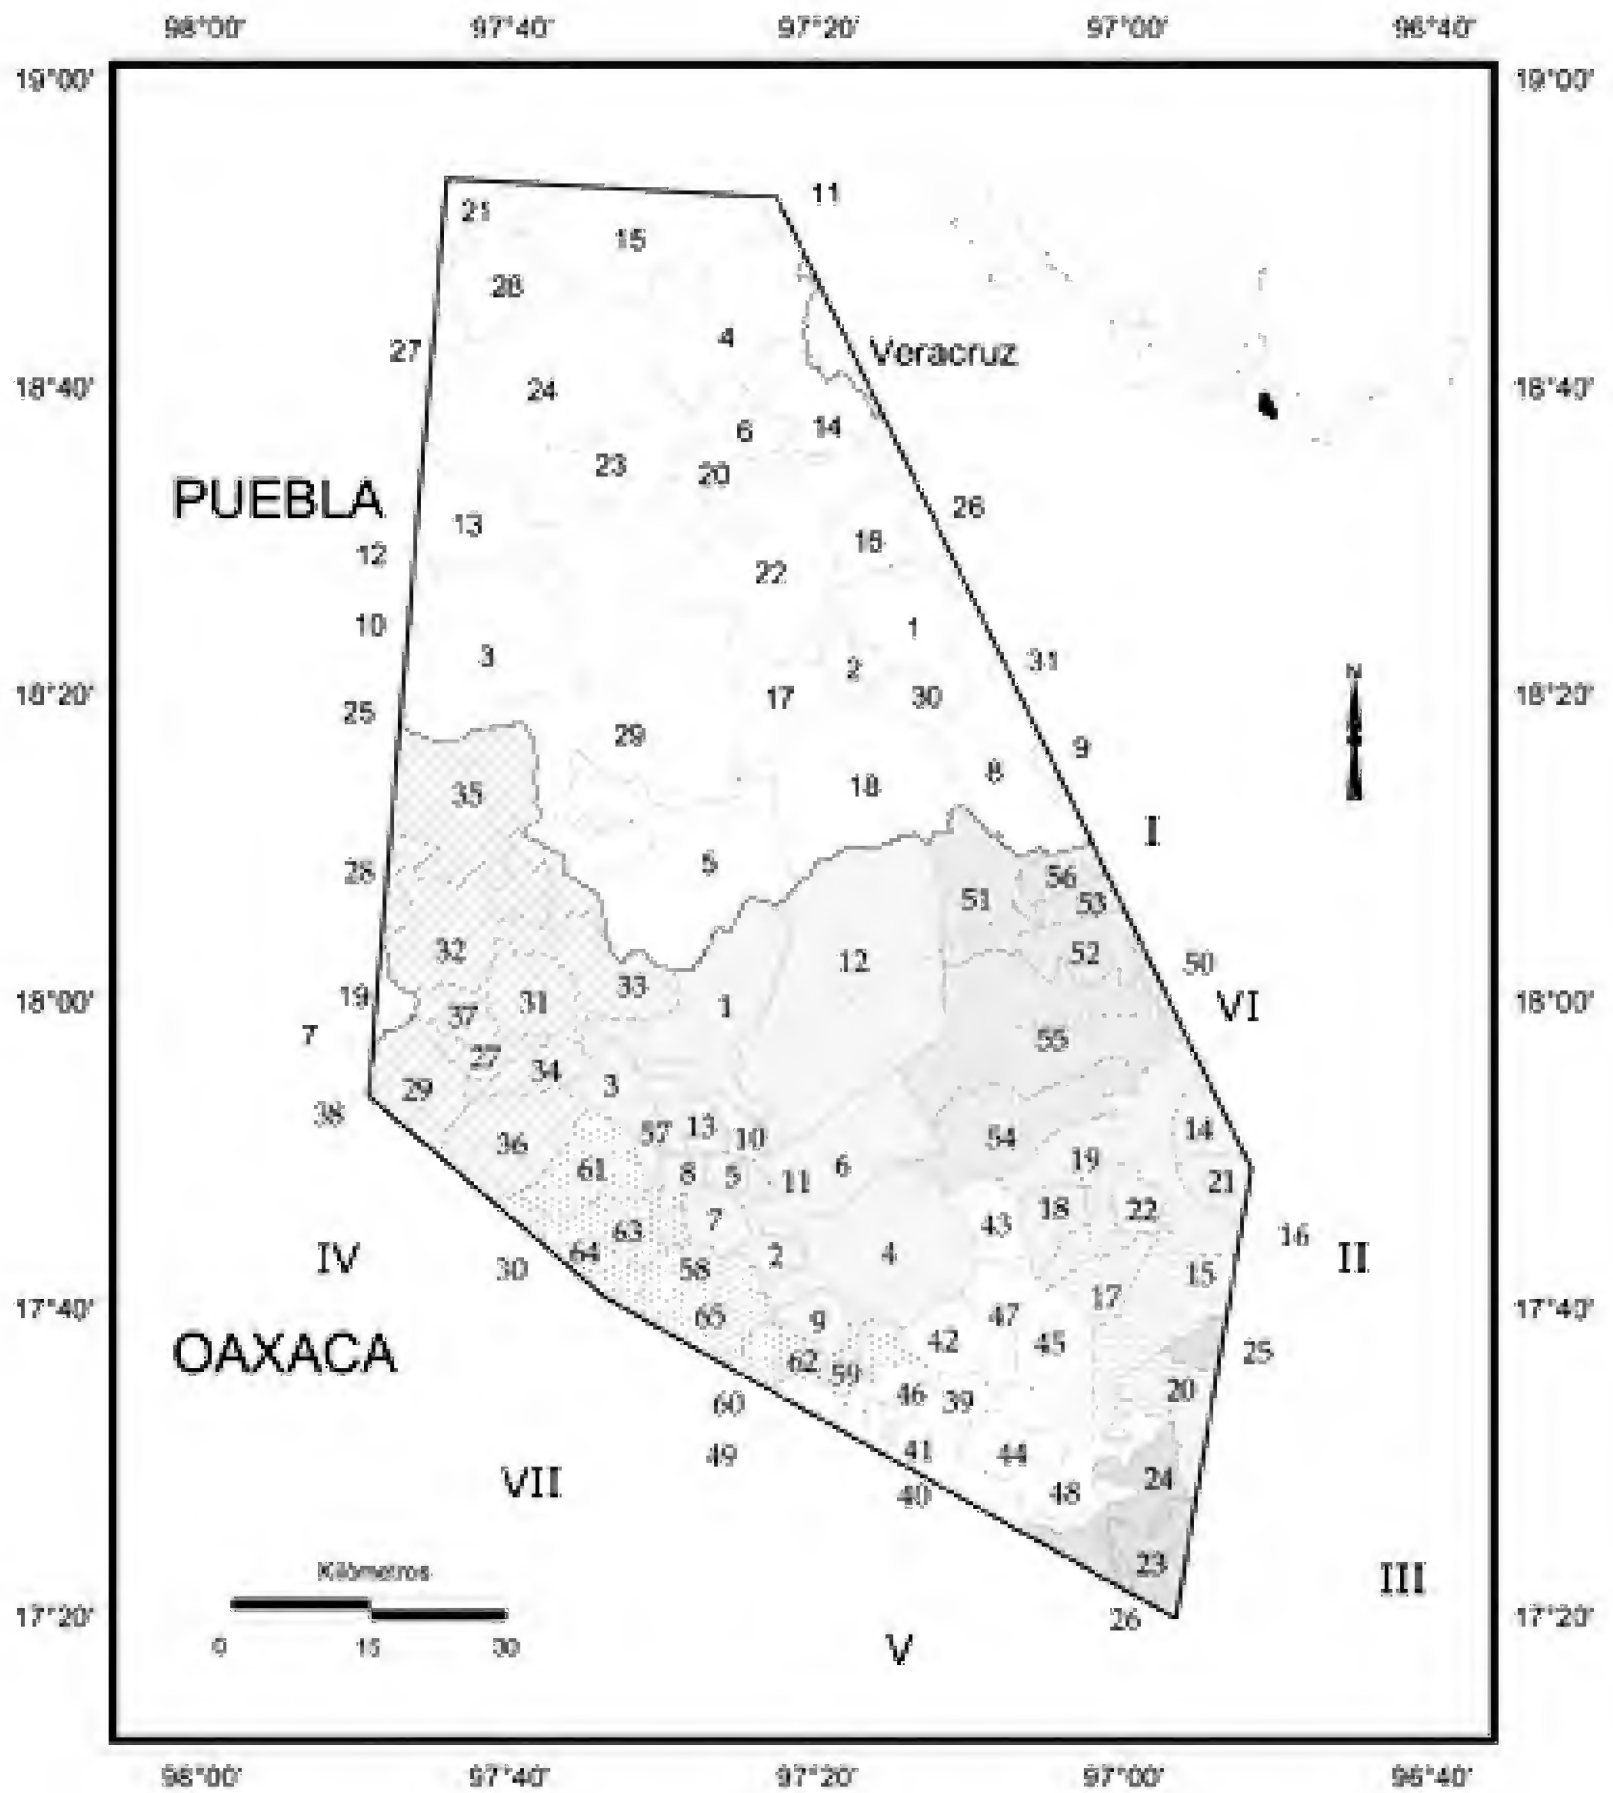 98°00' 97°40' 97°20' 97°00' 96°40'
19°00' 19°00'
11
21
15
28
4
27 Veracruz
18°40' 24 18°40'
14
6
23 20
PUEBLA
26
13
12 16
22
10 1
3 2 31
N
18°20' 17 30 18°20'
25
29 9
8
35 18
I
5
28 56
51 53
32 12 52 50
33
19 31 1 VI
18°00' 18°00'
37
7 27 55
34 3
29
38
57 13 10 54 14
36 19
61 8 5 11 6 21
7 18 22
63 43 16
64 2 4 II
IV 30 58 15
17
17°40' 65 9 47 17°40'
42 45
OAXACA 62 59 25
46 39 20
60
49 41 44
VII 40 48 24
23
Kilómetros III
17°20' 26 17°20'
0 15 30 V
98°00' 97°40' 97°20' 97°00' 96°40'